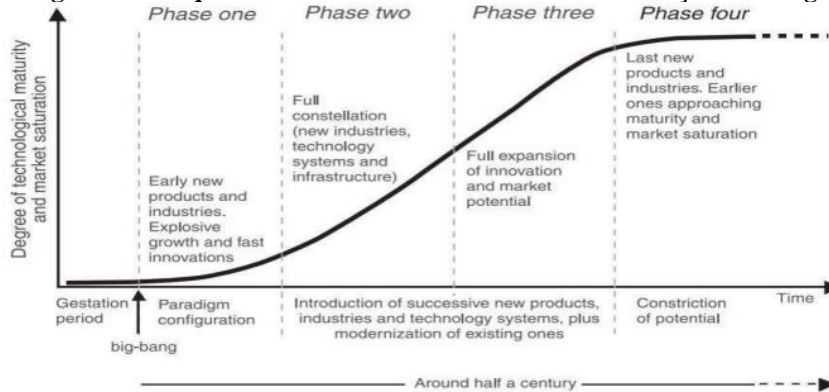 Phase one
Phase two
Phase three
Phase four
Degree of technological maturity
and market saturation
Early new
products and
industries.
Explosive
growth and fast
innovations
Full
constellation
(new industries,
technology
systems and
infrastructure)
Full expansion
of innovation
and market
potential
Last new
products and
industries. Earlier
ones approaching
maturity and
market saturation
Gestation
period
Paradigm
configuration
Introduction of successive new products,
industries and technology systems, plus
modernization of existing ones
Constriction
of potential
Time
big-bang
Around half a century